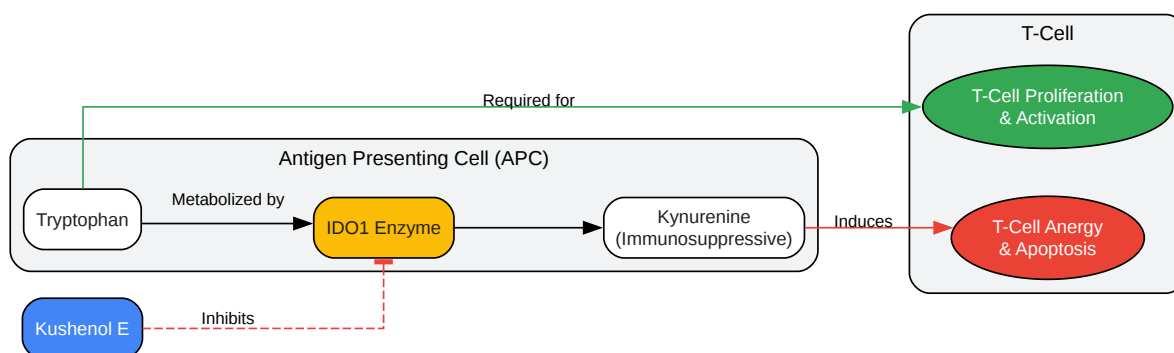 T-Cell
T-Cell Proliferation
& Activation
Required for
Antigen Presenting Cell (APC)
Tryptophan
Metabolized by
IDO1 Enzyme
Kynurenine
(Immunosuppressive)
Induces
T-Cell Anergy
& Apoptosis
Kushenol E
Inhibits